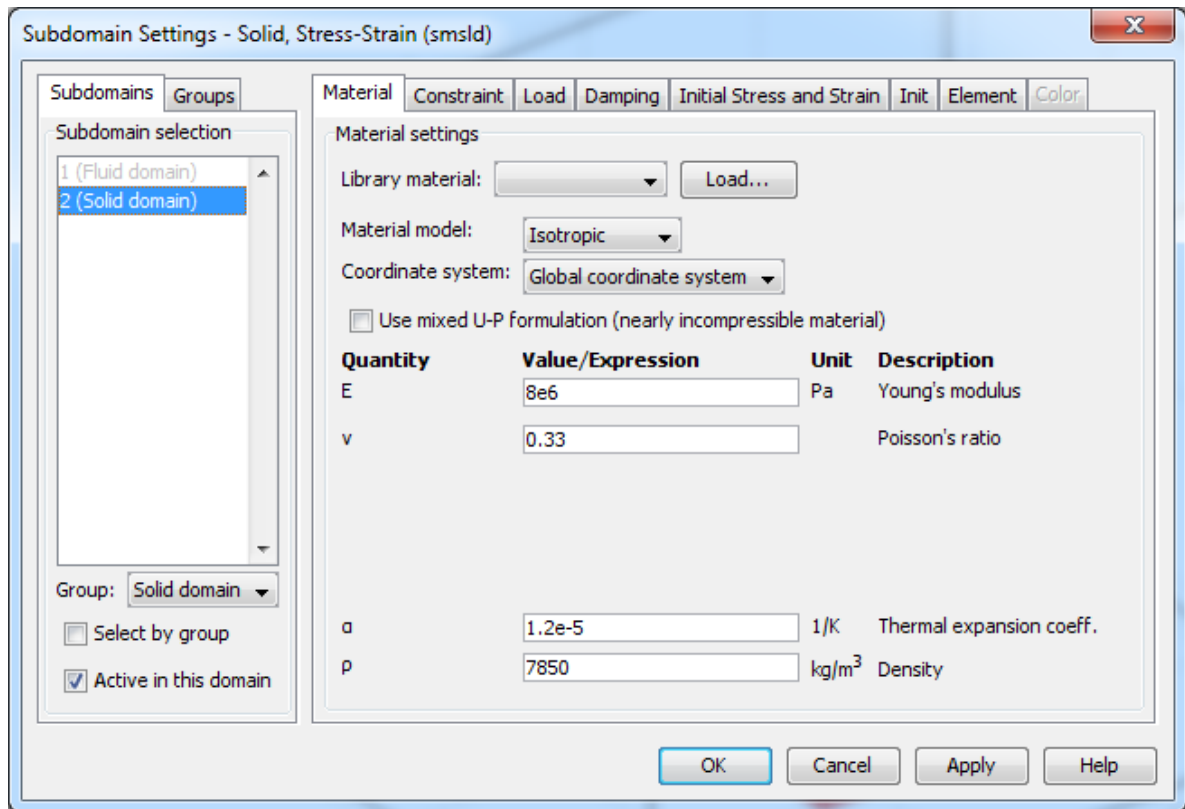 Subdomain Settings - Solid, Stress-Strain (smsld)
Subdomains Groups
Subdomain selection
1 (Fluid domain)
2 (Solid domain)
Group: Solid domain
Select by group
Active in this domain
Material Constraint Load Damping Initial Stress and Strain Init Element Color
Material settings
Library material: Load...
Material model: Isotropic
Coordinate system: Global coordinate system
Use mixed U-P formulation (nearly incompressible material)
Quantity Value/Expression Unit Description
E 8e6 Pa Young's modulus
ν 0.33 Poisson's ratio
α 1.2e-5 1/K Thermal expansion coeff.
ρ 7850 kg/m³ Density
OK Cancel Apply Help